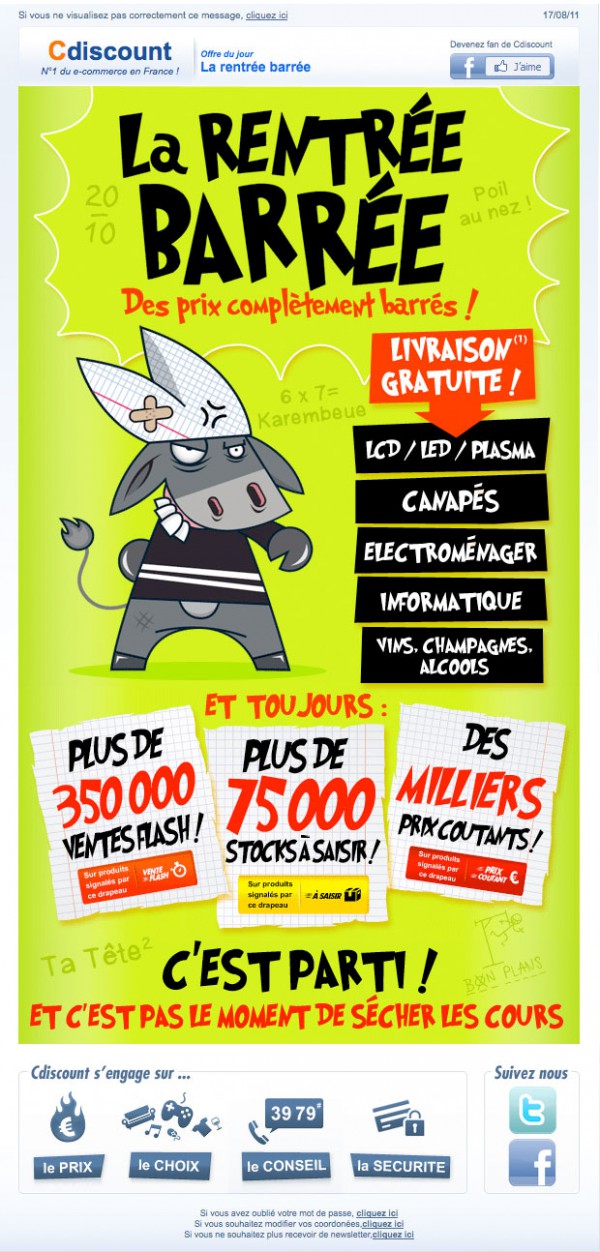 Si vous ne visualisez pas correctement ce message, cliquez ici
17/08/11
Cdiscount
N°1 du e-commerce en France !
Offre du jour
La rentrée barrée
Devenez fan de Cdiscount
f J'aime
La RENTRÉE
BARRÉE
20
10
Poil
au nez !
Des prix complètement barrés !
LIVRAISON(1)
GRATUITE !
6 x 7=
Karembeue
LCD / LED / PLASMA
CANAPÉS
ELECTROMÉNAGER
INFORMATIQUE
VINS, CHAMPAGNES,
ALCOOLS
ET TOUJOURS :
PLUS DE
350 000
VENTES FLASH !
Sur produits
signalés par
ce drapeau
VENTE
FLASH
PLUS DE
75 000
STOCKS À SAISIR !
Sur produits
signalés par
ce drapeau
À SAISIR
DES
MILLIERS
PRIX COUTANTS !
Sur produits
signalés par
ce drapeau
PRIX
COUTANT €
Ta Tête²
BON PLANS
C'EST PARTI !
ET C'EST PAS LE MOMENT DE SÉCHER LES COURS
Cdiscount s'engage sur ...
€
39 79
le PRIX
le CHOIX
le CONSEIL
la SECURITE
Suivez nous
t
f
Si vous avez oublié votre mot de passe, cliquez ici
Si vous souhaitez modifier vos coordonées,cliquez ici
Si vous ne souhaitez plus recevoir de newsletter,cliquez ici